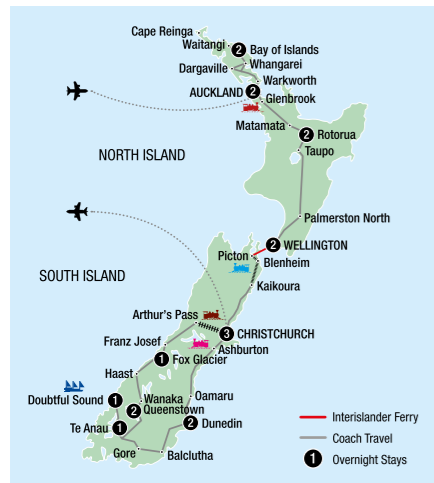 Cape Reinga
Waitangi
2 Bay of Islands
Whangarei
Dargaville
Warkworth
AUCKLAND 2
Glenbrook
Matamata
2 Rotorua
Taupo
NORTH ISLAND
Palmerston North
2 WELLINGTON
Picton
Blenheim
SOUTH ISLAND
Kaikoura
Arthur's Pass
3 CHRISTCHURCH
Franz Josef
Ashburton
1 Fox Glacier
Haast
Doubtful Sound 1
Wanaka
Oamaru
2 Queenstown
Te Anau 1
2 Dunedin
Gore
Balclutha
Interislander Ferry
Coach Travel
1 Overnight Stays